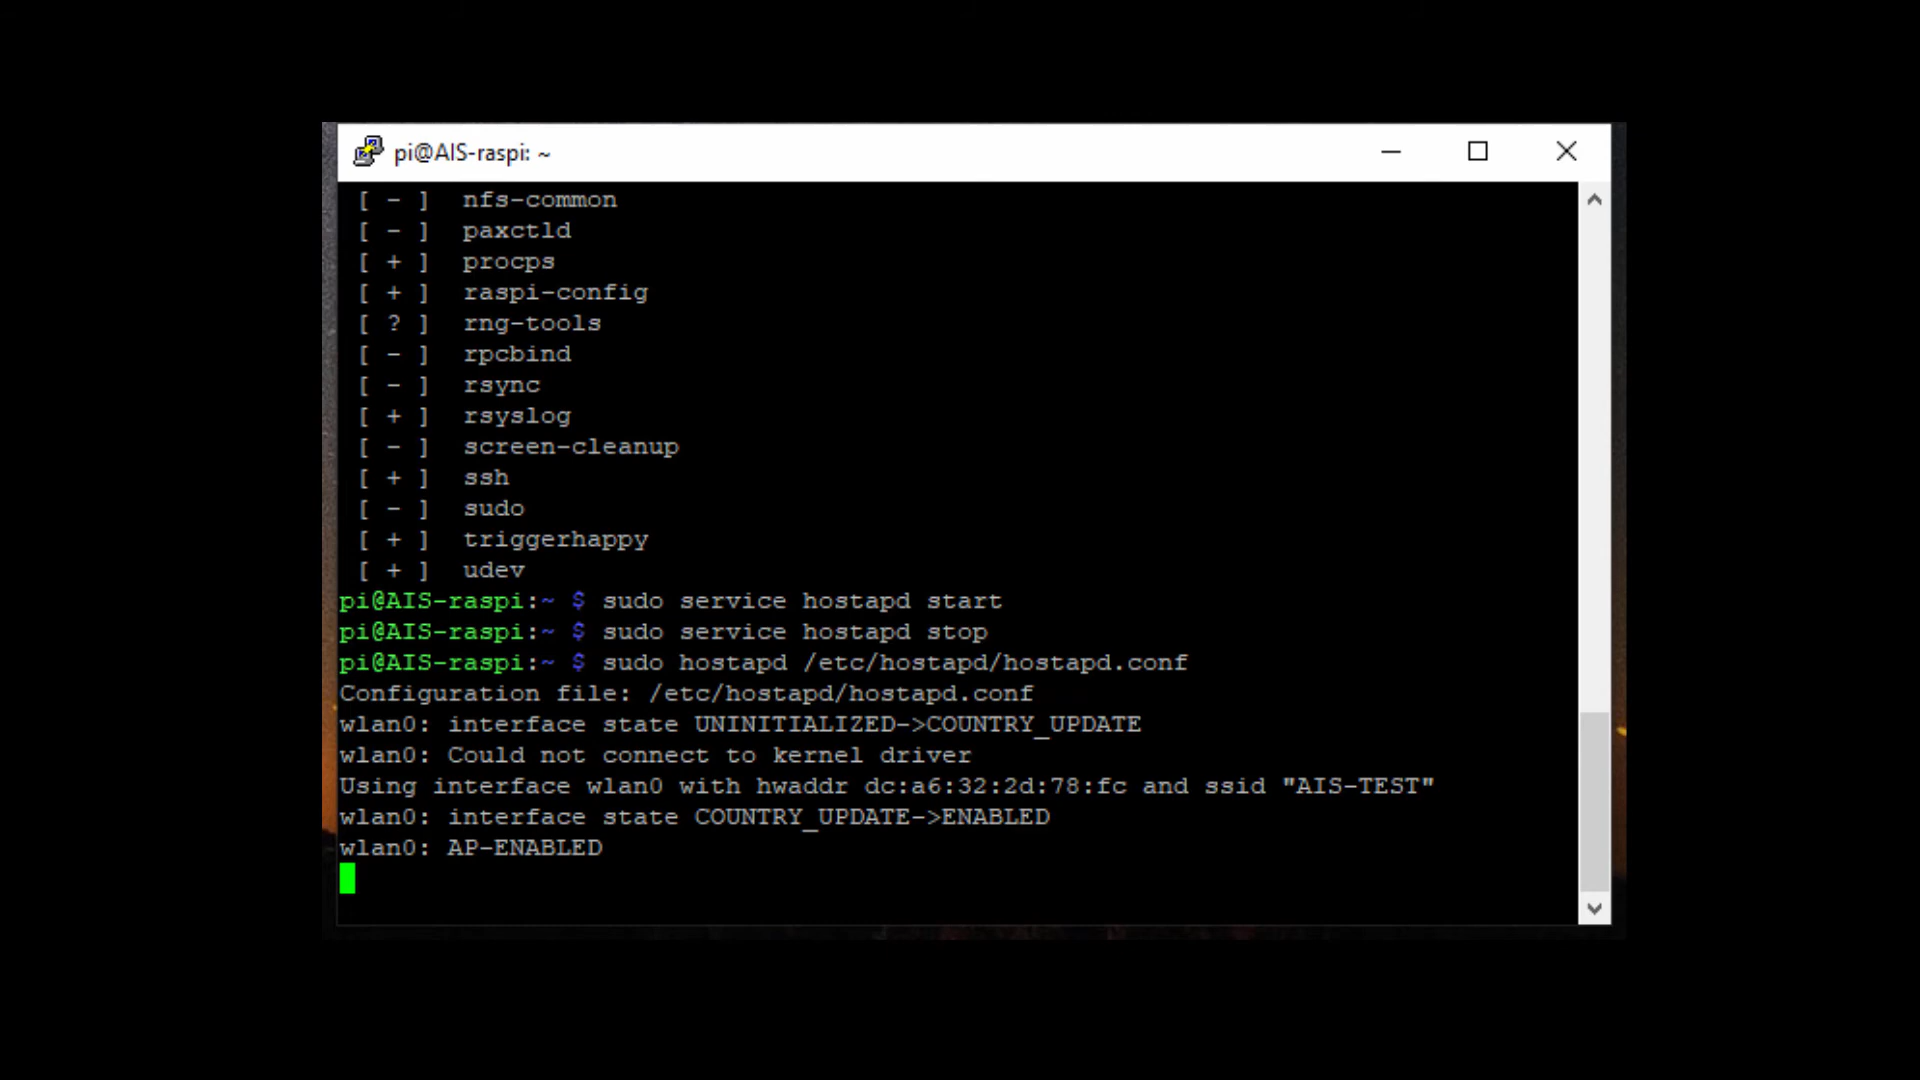 pi@AIS-raspi: ~
[ - ]  nfs-common
[ - ]  paxctld
[ + ]  procps
[ + ]  raspi-config
[ ? ]  rng-tools
[ - ]  rpcbind
[ - ]  rsync
[ + ]  rsyslog
[ - ]  screen-cleanup
[ + ]  ssh
[ - ]  sudo
[ + ]  triggerhappy
[ + ]  udev
pi@AIS-raspi:~ $ sudo service hostapd start
pi@AIS-raspi:~ $ sudo service hostapd stop
pi@AIS-raspi:~ $ sudo hostapd /etc/hostapd/hostapd.conf
Configuration file: /etc/hostapd/hostapd.conf
wlan0: interface state UNINITIALIZED->COUNTRY_UPDATE
wlan0: Could not connect to kernel driver
Using interface wlan0 with hwaddr dc:a6:32:2d:78:fc and ssid "AIS-TEST"
wlan0: interface state COUNTRY_UPDATE->ENABLED
wlan0: AP-ENABLED